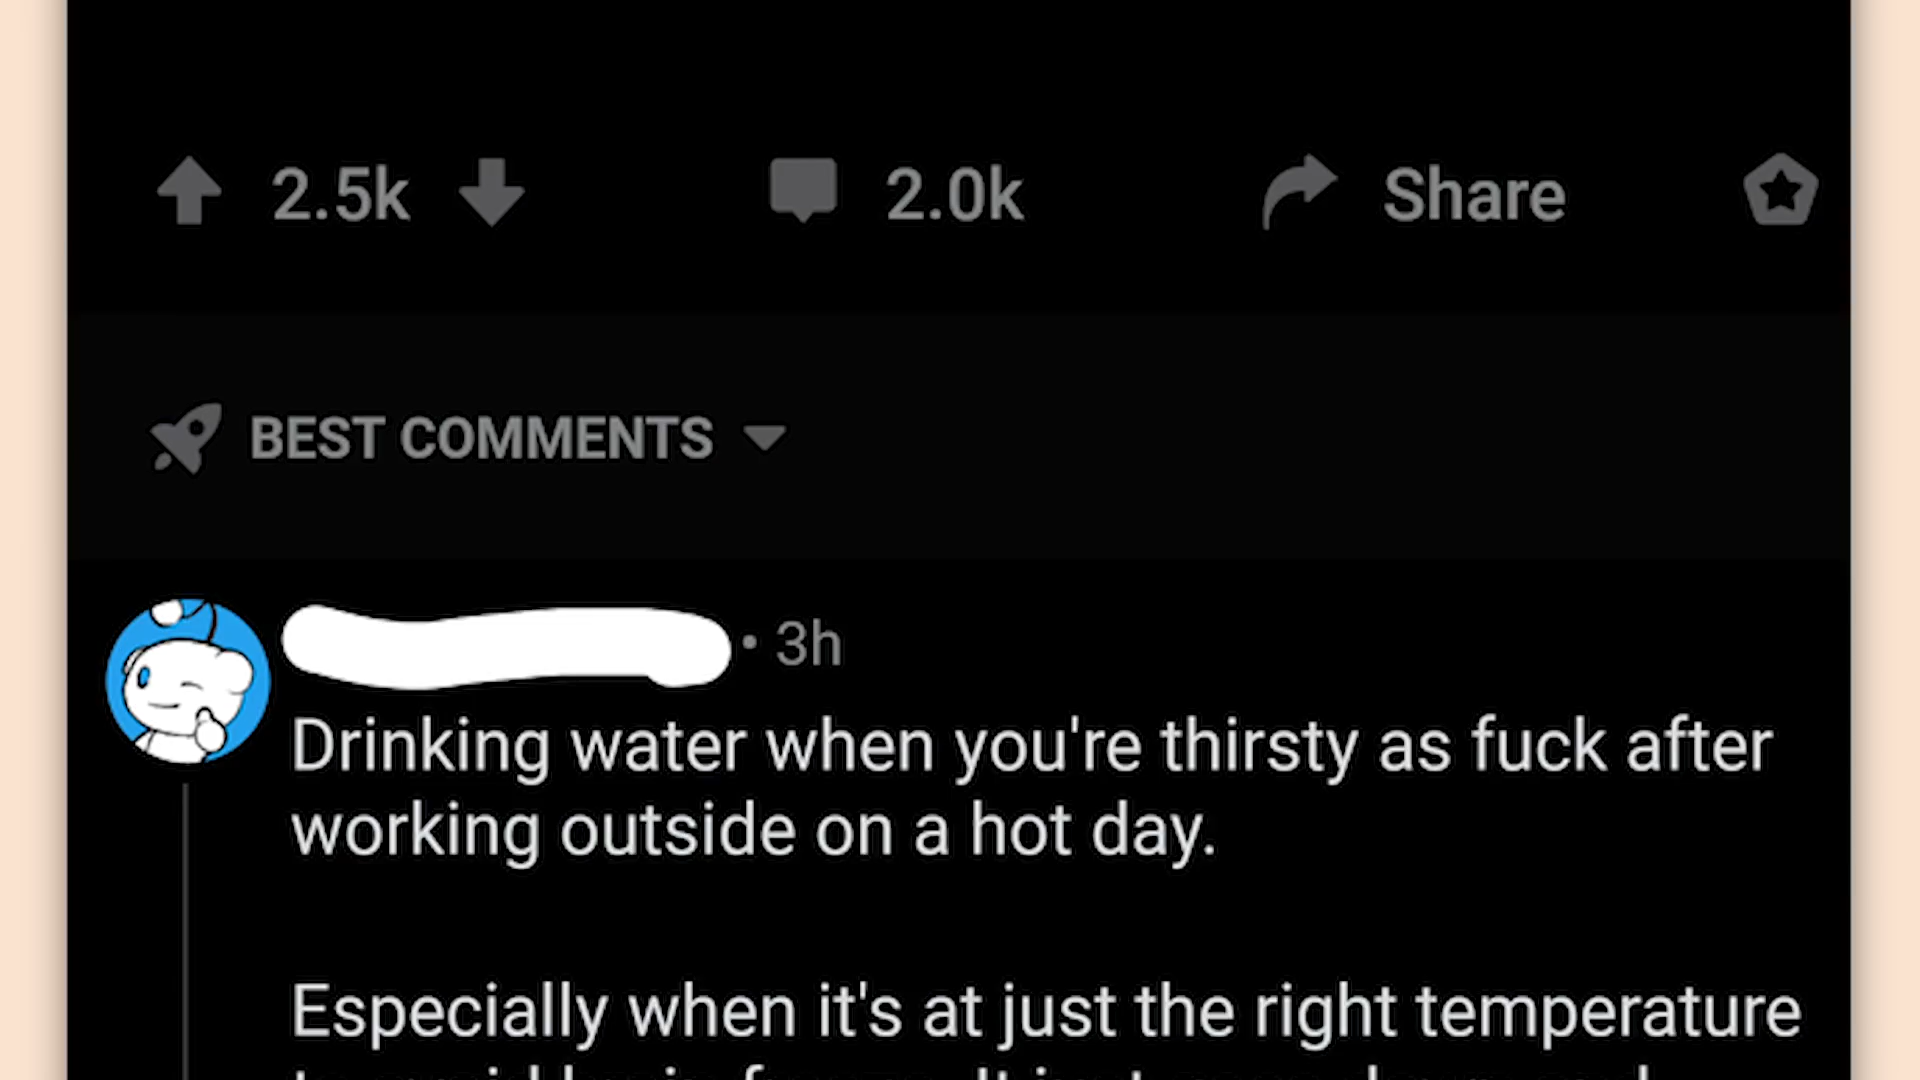 2.5k 2.0k Share
BEST COMMENTS
• 3h
Drinking water when you're thirsty as fuck after
working outside on a hot day.
Especially when it's at just the right temperature